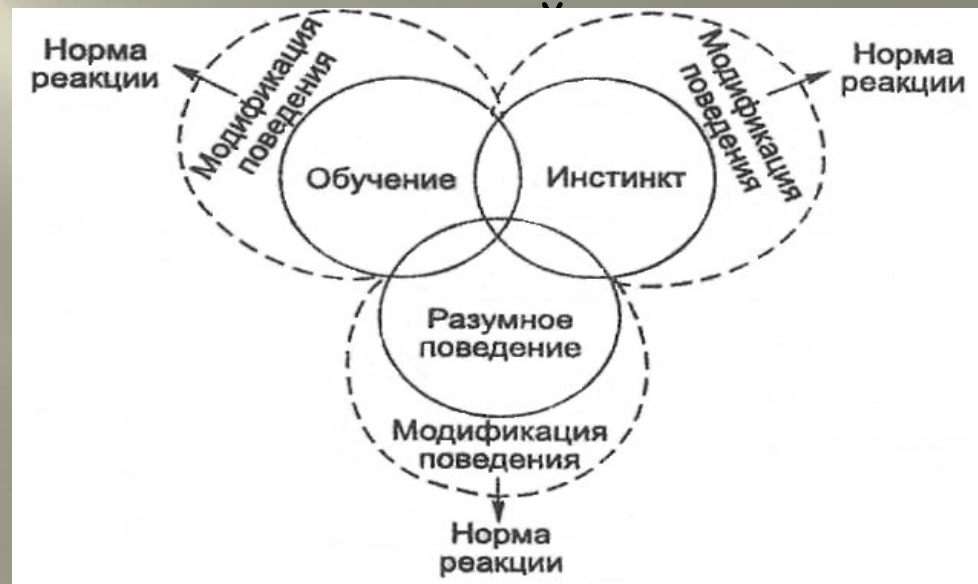 Норма
реакции
Модификация
поведения
Обучение
Инстинкт
Модификация
поведения
Норма
реакции
Разумное
поведение
Модификация
поведения
Норма
реакции